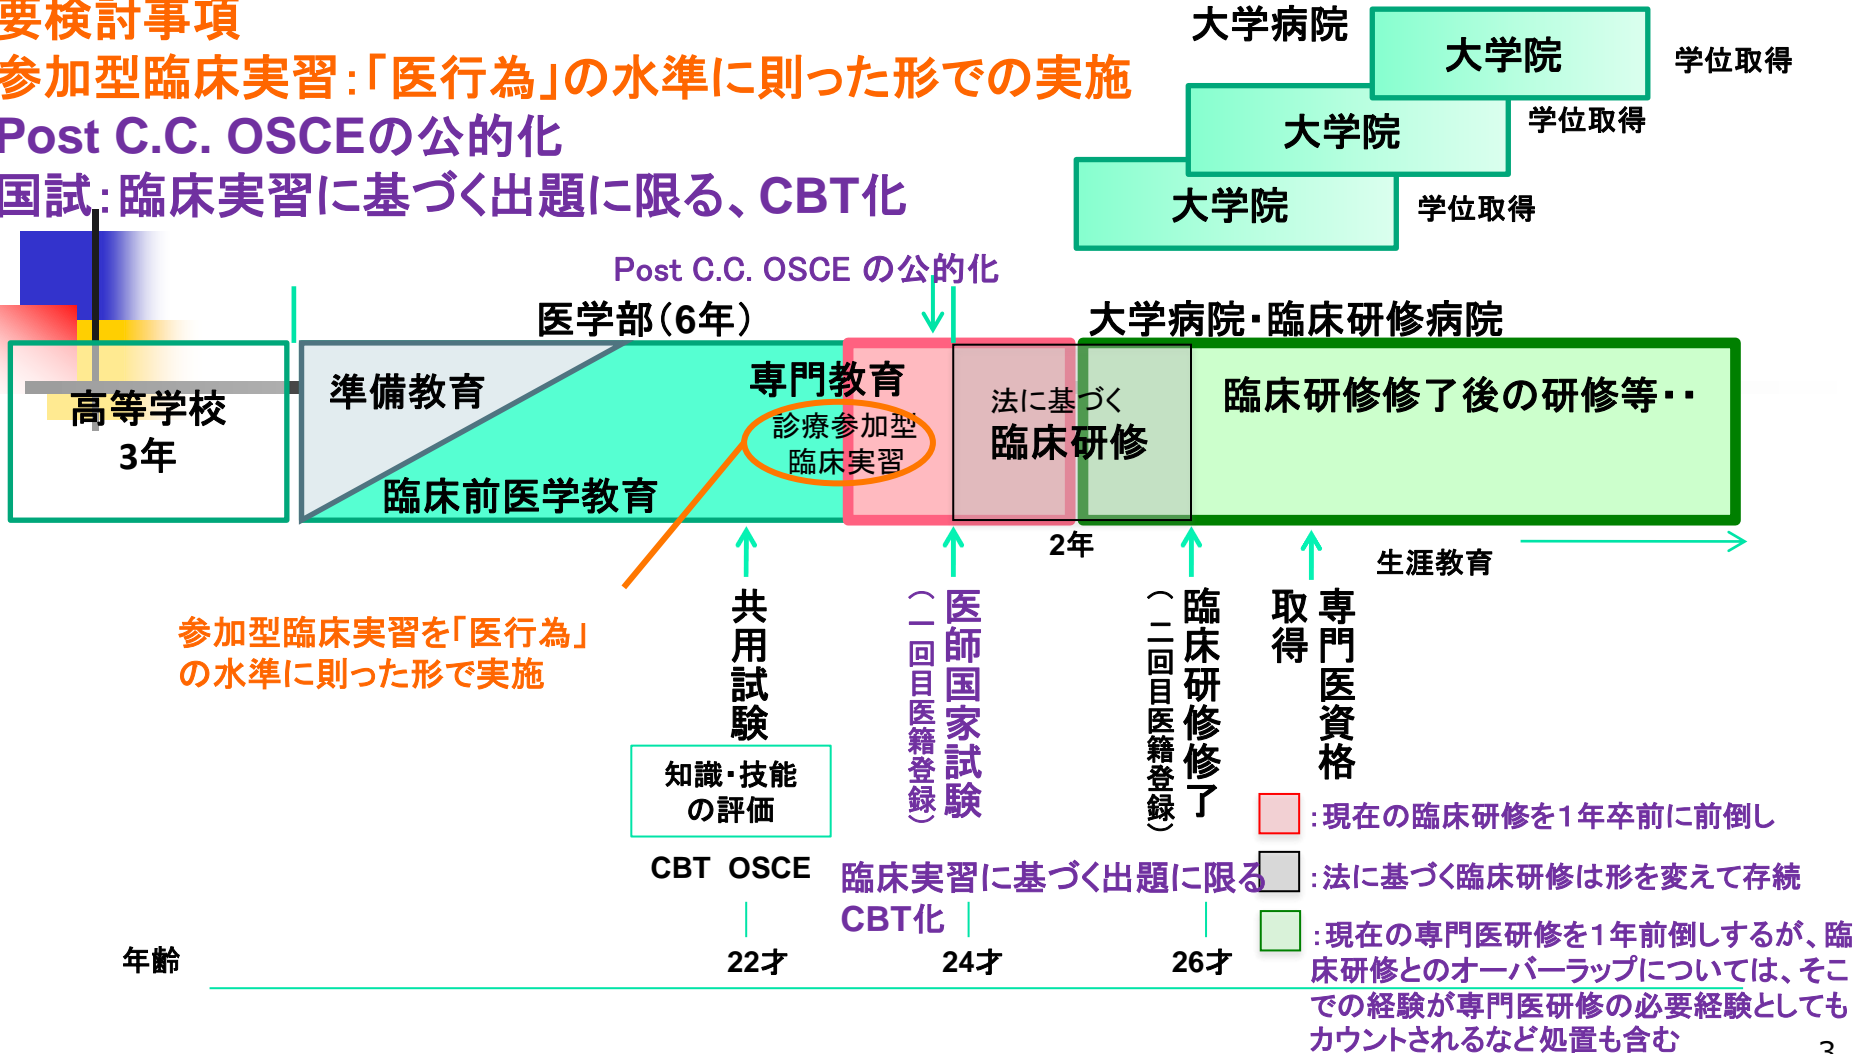 要検討事項
参加型臨床実習：「医行為」の水準に則った形での実施
Post C.C. OSCEの公的化
国試：臨床実習に基づく出題に限る、CBT化
大学病院
大学院
学位取得
大学院
学位取得
大学院
学位取得
Post C.C. OSCE の公的化
医学部（6年）
大学病院・臨床研修病院
高等学校
3年
準備教育
臨床前医学教育
専門教育
診療参加型
臨床実習
法に基づく
臨床研修
臨床研修修了後の研修等・・
2年
生涯教育
参加型臨床実習を「医行為」
の水準に則った形で実施
共用試験
知識・技能
の評価
CBT OSCE
医師国家試験
（一回目医籍登録）
臨床研修修了
（二回目医籍登録）
専門医資格
取得
臨床実習に基づく出題に限る
CBT化
：現在の臨床研修を１年卒前に前倒し
：法に基づく臨床研修は形を変えて存続
：現在の専門医研修を１年前倒しするが、臨
床研修とのオーバーラップについては、そこ
での経験が専門医研修の必要経験としても
カウントされるなど処置も含む
年齢
22才
24才
26才
3